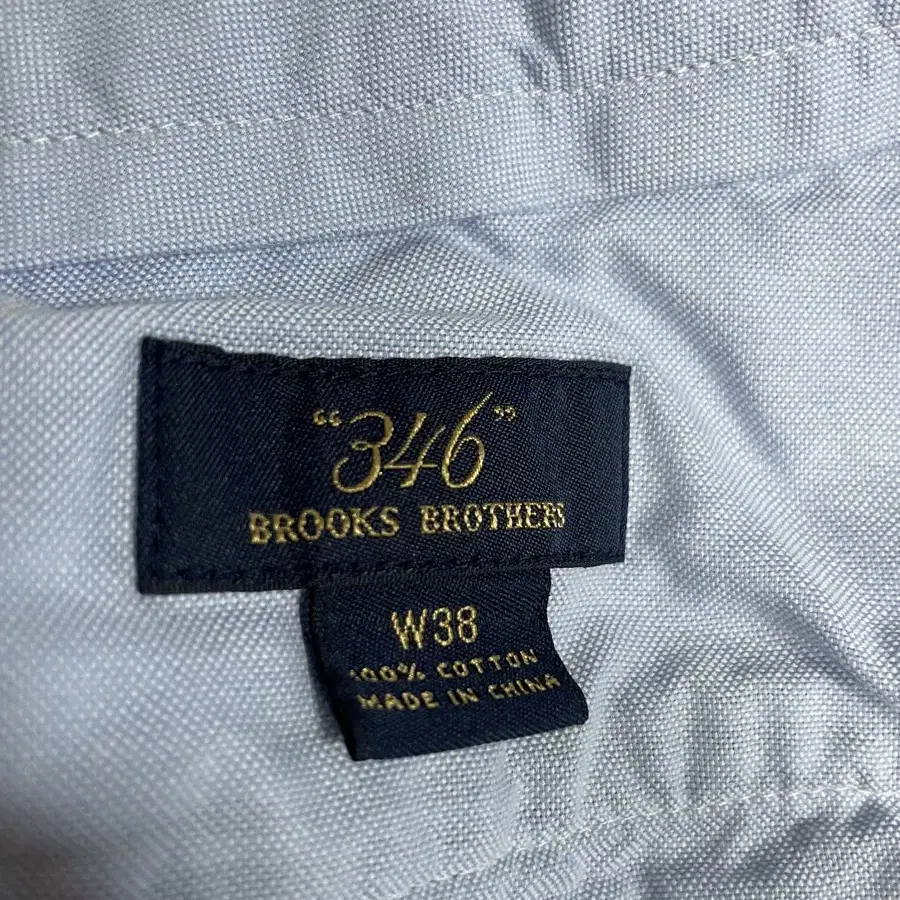 “346”
BROOKS BROTHERS
W38
100% COTTON
MADE IN CHINA